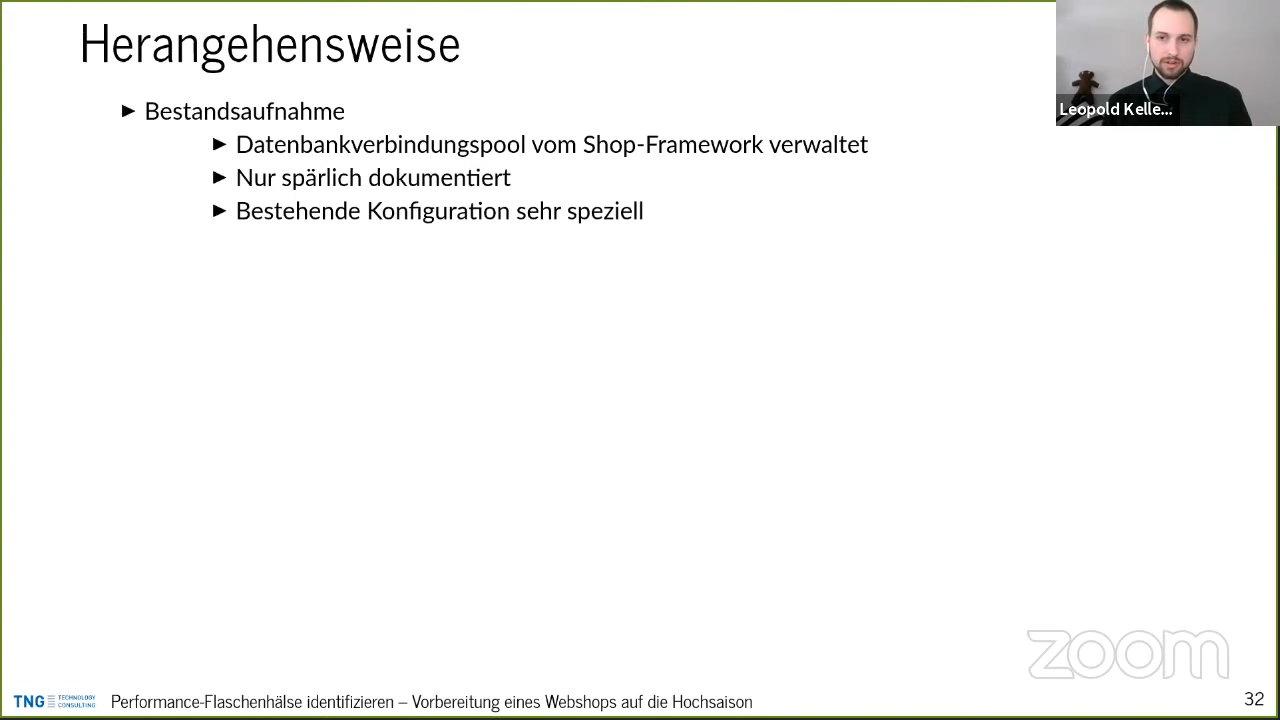 Herangehensweise
Leopold Kelle...
► Bestandsaufnahme
► Datenbankverbindungspool vom Shop-Framework verwaltet
► Nur spärlich dokumentiert
► Bestehende Konfiguration sehr speziell
zoom
TNG TECHNOLOGY CONSULTING
Performance-Flaschenhälse identifizieren – Vorbereitung eines Webshops auf die Hochsaison
32